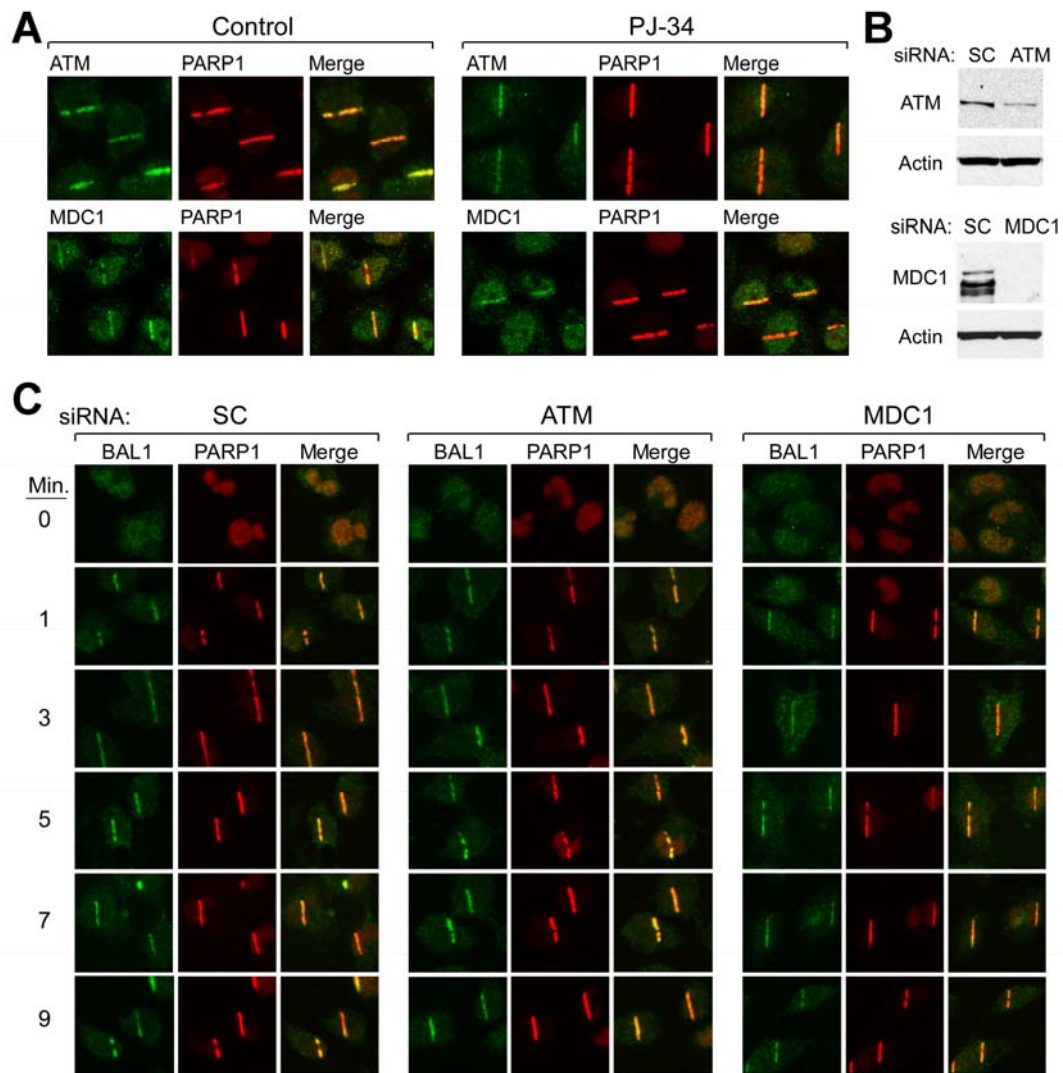 A
Control
PJ-34
ATM PARP1 Merge
ATM PARP1 Merge
MDC1 PARP1 Merge
MDC1 PARP1 Merge
B
siRNA: SC ATM
ATM
Actin
siRNA: SC MDC1
MDC1
Actin
C
siRNA: SC ATM MDC1
BAL1 PARP1 Merge BAL1 PARP1 Merge BAL1 PARP1 Merge
Min.
0
1
3
5
7
9